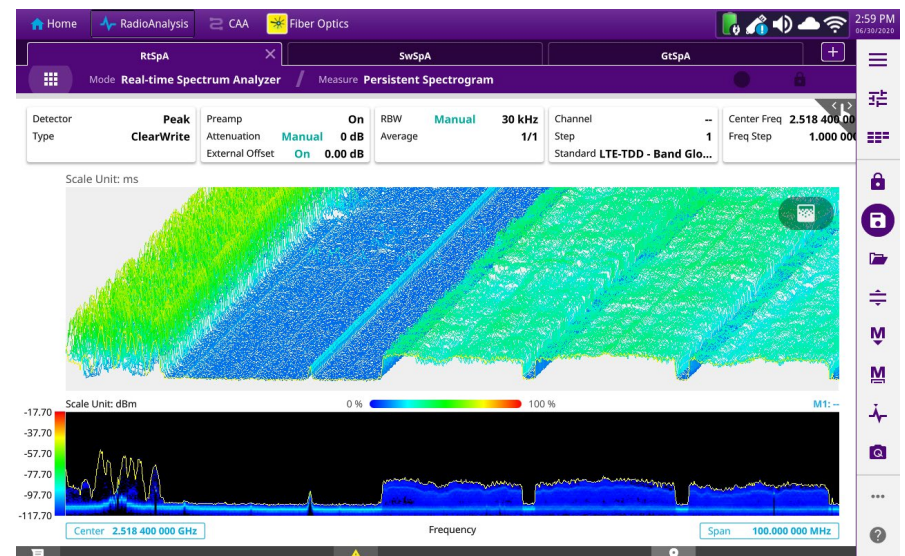 Home RadioAnalysis CAA Fiber Optics 2:59 PM
06/30/2020
RtSpA SwSpA GtSpA
Mode Real-time Spectrum Analyzer / Measure Persistent Spectrogram
Detector Peak Preamp On RBW Manual 30 kHz Channel -- Center Freq 2.518 400 00
Type ClearWrite Attenuation Manual 0 dB Average 1/1 Step 1 Freq Step 1.000 000
External Offset On 0.00 dB Standard LTE-TDD - Band Glo...
Scale Unit: ms
Scale Unit: dBm 0 % 100 % M1: --
-17.70
-37.70
-57.70
-77.70
-97.70
-117.70
Center 2.518 400 000 GHz Frequency Span 100.000 000 MHz